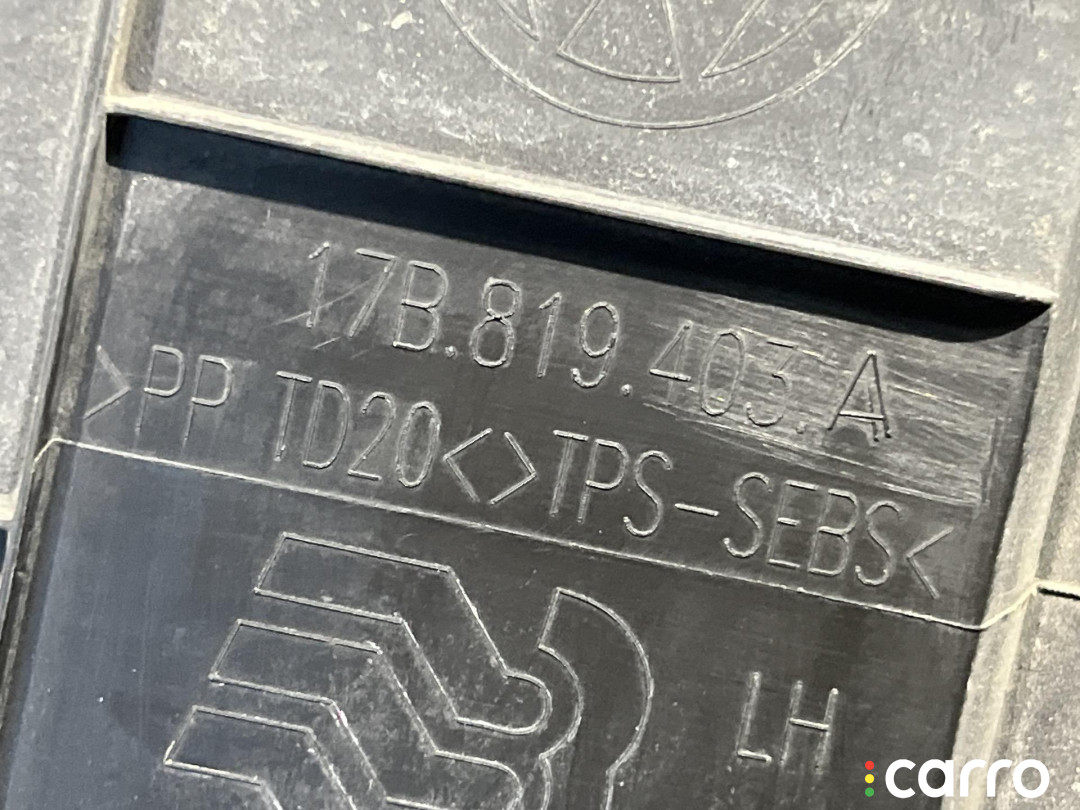 17B.819.403.A
>PP TD20<>TPS-SEBS<
LH
carro